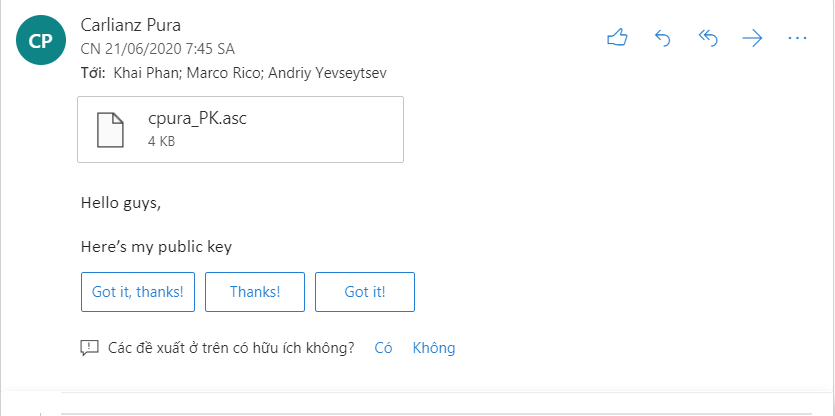 CP
Carlianz Pura
CN 21/06/2020 7:45 SA
Tới: Khai Phan; Marco Rico; Andriy Yevseytsev
cpura_PK.asc
4 KB
Hello guys,
Here's my public key
Got it, thanks! Thanks! Got it!
Các đề xuất ở trên có hữu ích không? Có Không